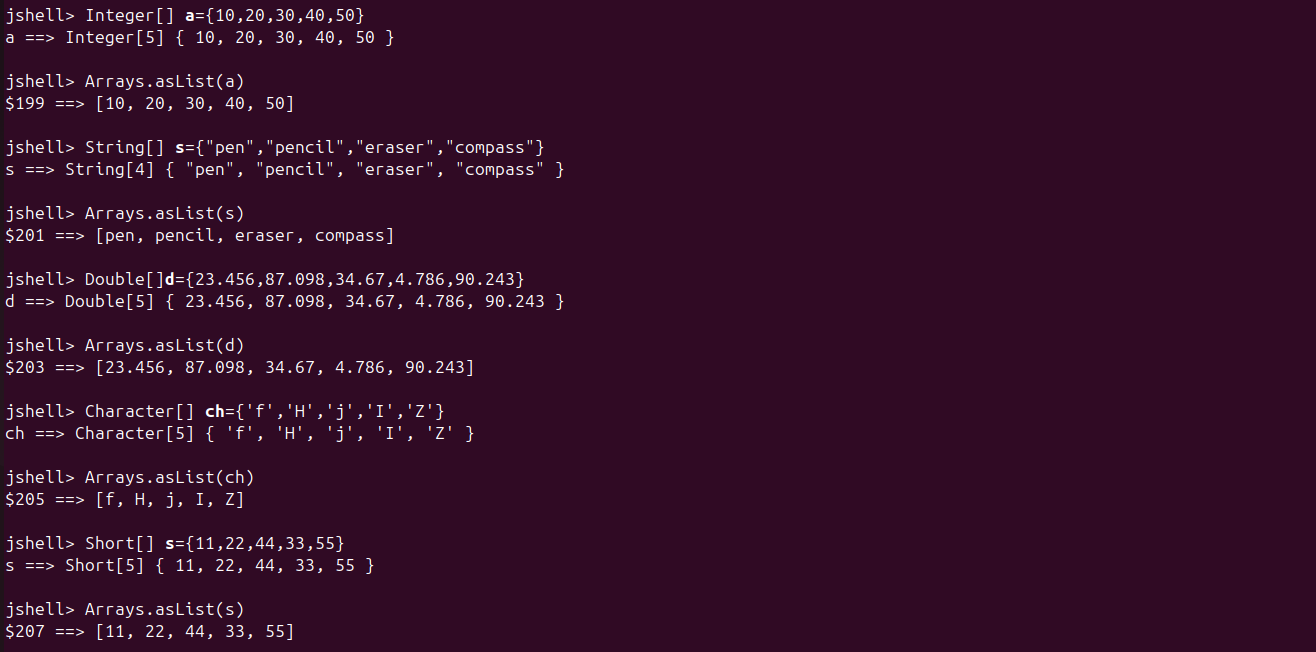 jshell> Integer[] a={10,20,30,40,50}
a ==> Integer[5] { 10, 20, 30, 40, 50 }
jshell> Arrays.asList(a)
$199 ==> [10, 20, 30, 40, 50]
jshell> String[] s={"pen","pencil","eraser","compass"}
s ==> String[4] { "pen", "pencil", "eraser", "compass" }
jshell> Arrays.asList(s)
$201 ==> [pen, pencil, eraser, compass]
jshell> Double[]d={23.456,87.098,34.67,4.786,90.243}
d ==> Double[5] { 23.456, 87.098, 34.67, 4.786, 90.243 }
jshell> Arrays.asList(d)
$203 ==> [23.456, 87.098, 34.67, 4.786, 90.243]
jshell> Character[] ch={'f','H','j','I','Z'}
ch ==> Character[5] { 'f', 'H', 'j', 'I', 'Z' }
jshell> Arrays.asList(ch)
$205 ==> [f, H, j, I, Z]
jshell> Short[] s={11,22,44,33,55}
s ==> Short[5] { 11, 22, 44, 33, 55 }
jshell> Arrays.asList(s)
$207 ==> [11, 22, 44, 33, 55]